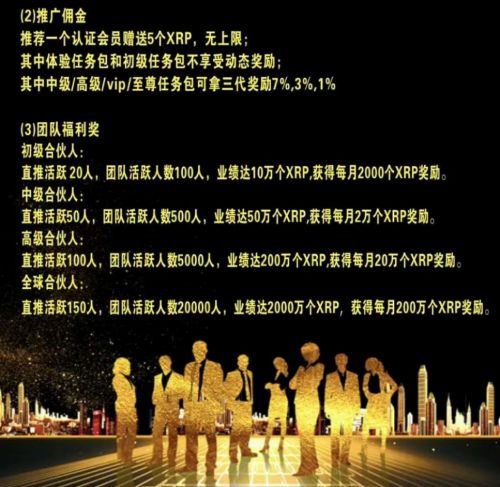 (2)推广佣金
推荐一个认证会员赠送5个XRP，无上限；
其中体验任务包和初级任务包不享受动态奖励；
其中中级/高级/vip/至尊任务包可拿三代奖励7%,3%,1%
(3)团队福利奖
初级合伙人：
直推活跃 20人，团队活跃人数100人，业绩达10万个XRP,获得每月2000个XRP奖励。
中级合伙人：
直推活跃50人，团队活跃人数500人，业绩达50万个XRP,获得每月2万个XRP奖励。
高级合伙人：
直推活跃100人，团队活跃人数5000人，业绩达200万个XRP,获得每月20万个XRP奖励。
全球合伙人：
直推活跃150人，团队活跃人数20000人，业绩达2000万个XRP，获得每月200万个XRP奖励。